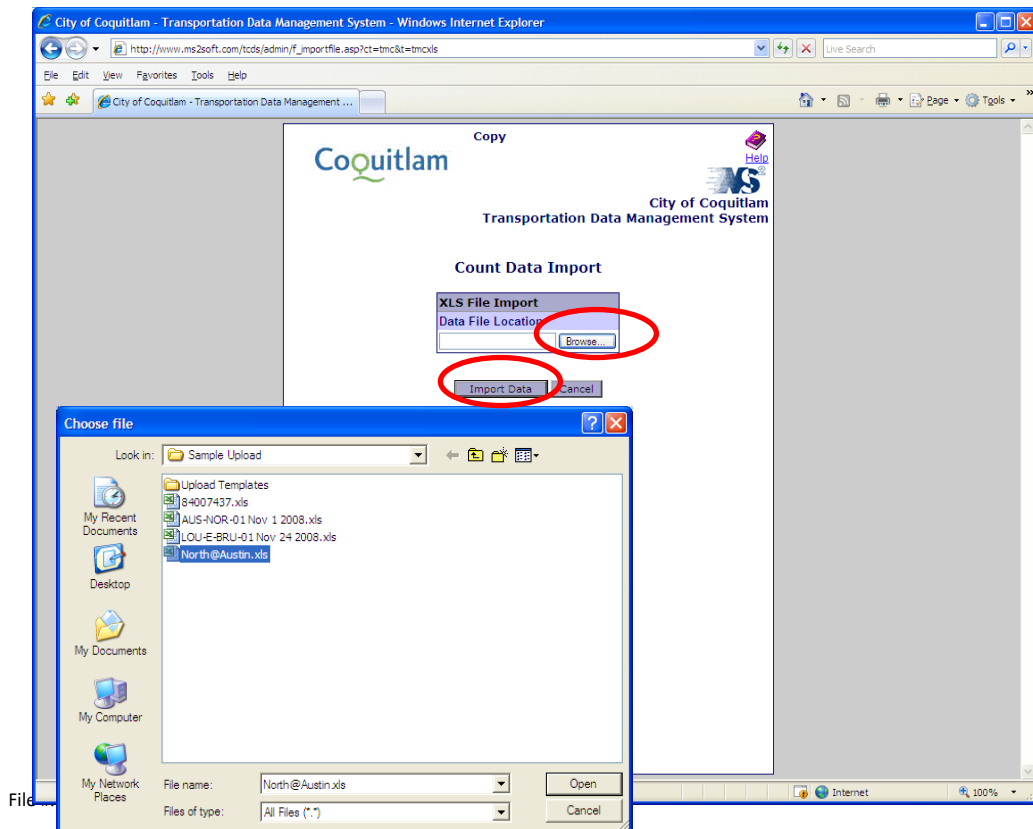 City of Coquitlam - Transportation Data Management System - Windows Internet Explorer
http://www.ms2soft.com/tcds/admin/f_importfile.asp?ct=tmc&t=tmcxls
Live Search
File Edit View Favorites Tools Help
City of Coquitlam - Transportation Data Management ...
Page Tools
Copy
Coquitlam
Help
MS®
City of Coquitlam
Transportation Data Management System
Count Data Import
XLS File Import
Data File Location
Browse...
Import Data Cancel
Choose file
Look in: Sample Upload
Upload Templates
84007437.xls
AUS-NOR-01 Nov 1 2008.xls
LOU-E-BRU-01 Nov 24 2008.xls
North@Austin.xls
My Recent
Documents
Desktop
My Documents
My Computer
My Network
Places
File name: North@Austin.xls Open
Files of type: All Files (*.*) Cancel
File
Internet 100%